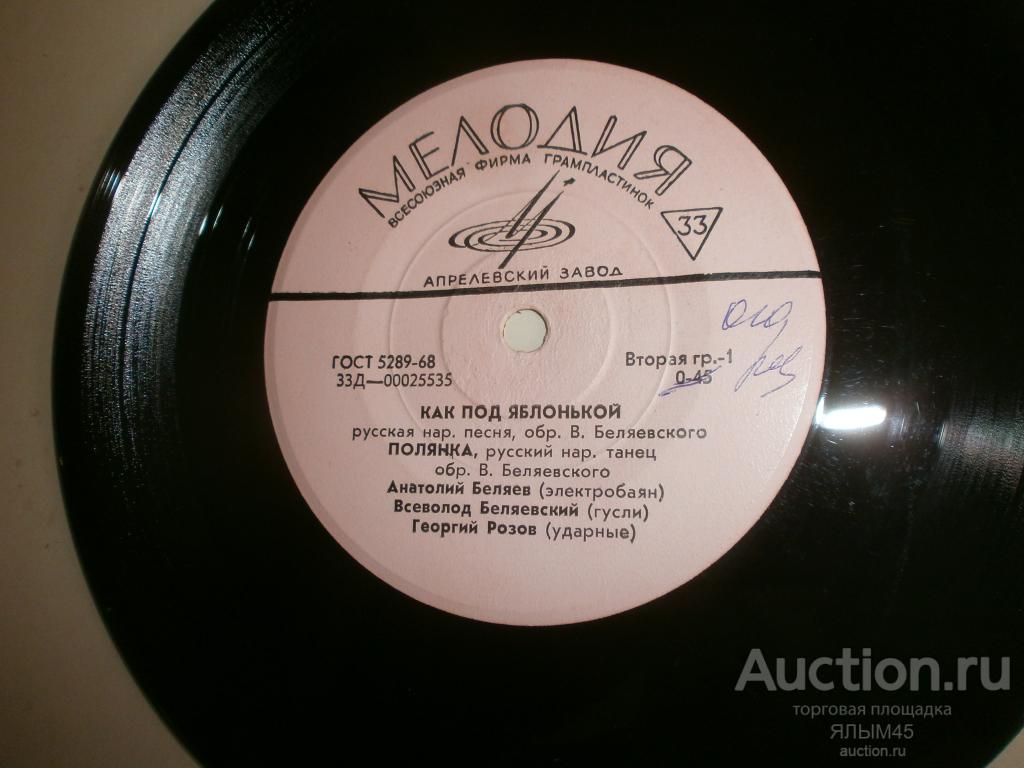 МЕЛОДИЯ
ВСЕСОЮЗНАЯ ФИРМА ГРАМПЛАСТИНОК
33
АПРЕЛЕВСКИЙ ЗАВОД
ГОСТ 5289-68
Вторая гр.-1
33Д—00025535
0-45
КАК ПОД ЯБЛОНЬКОЙ
русская нар. песня, обр. В. Беляевского
ПОЛЯНКА, русский нар. танец
обр. В. Беляевского
Анатолий Беляев (электробаян)
Всеволод Беляевский (гусли)
Георгий Розов (ударные)
Auction.ru
торговая площадка
ЯЛЫМ45
auction.ru